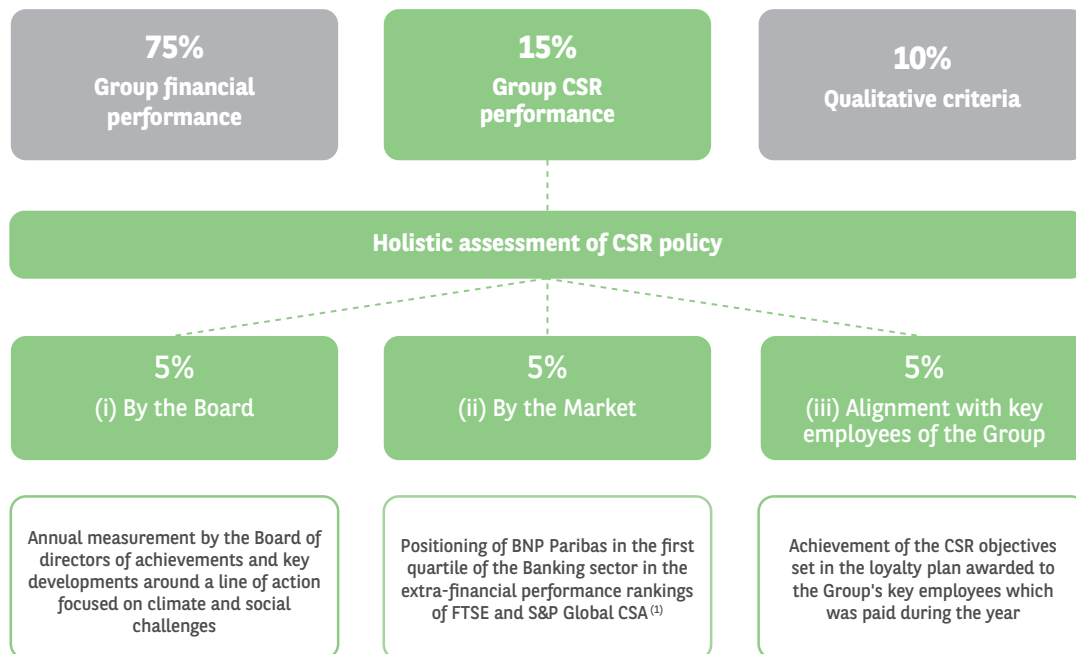 75%
Group financial
performance
15%
Group CSR
performance
10%
Qualitative criteria
Holistic assessment of CSR policy
5%
(i) By the Board
5%
(ii) By the Market
5%
(iii) Alignment with key
employees of the Group
Annual measurement by the Board of
directors of achievements and key
developments around a line of action
focused on climate and social
challenges
Positioning of BNP Paribas in the first
quartile of the Banking sector in the
extra-financial performance rankings
of FTSE and S&P Global CSA (1)
Achievement of the CSR objectives
set in the loyalty plan awarded to
the Group's key employees which
was paid during the year